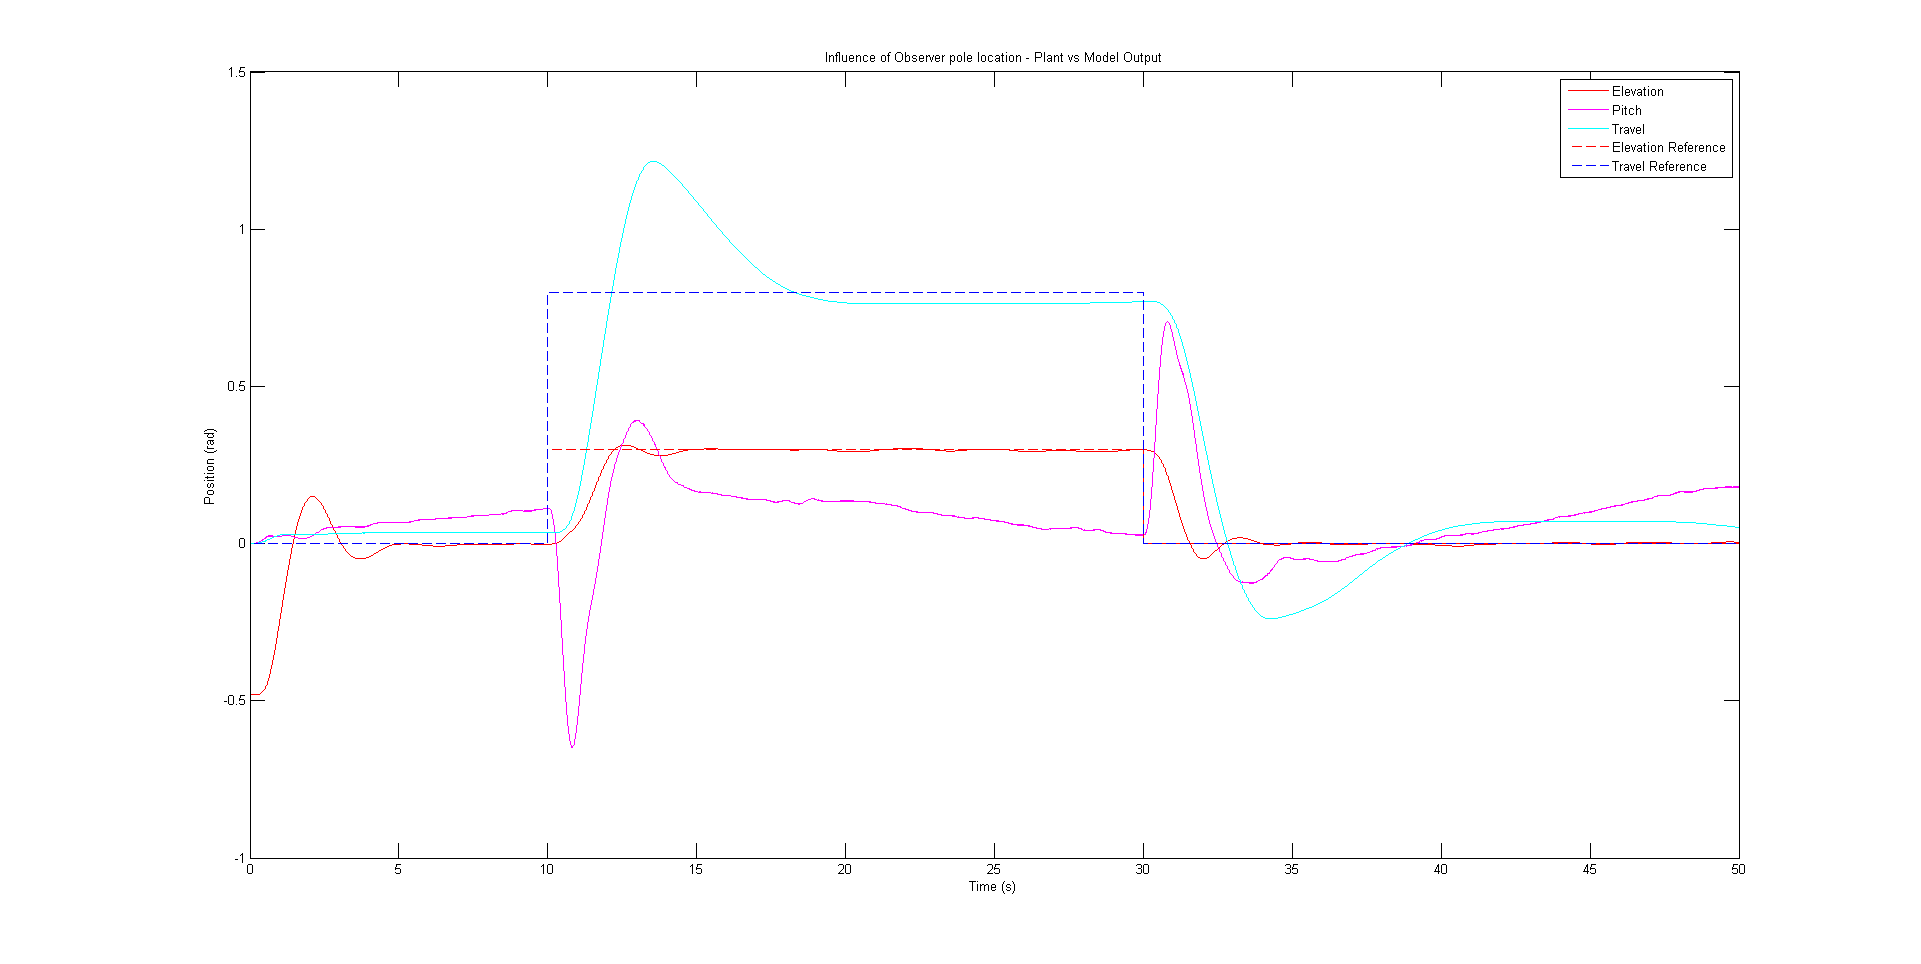 Influence of Observer pole location - Plant vs Model Output
1.5
1
0.5
0
-0.5
-1
Position (rad)
Elevation
Pitch
Travel
Elevation Reference
Travel Reference
0 5 10 15 20 25 30 35 40 45 50
Time (s)